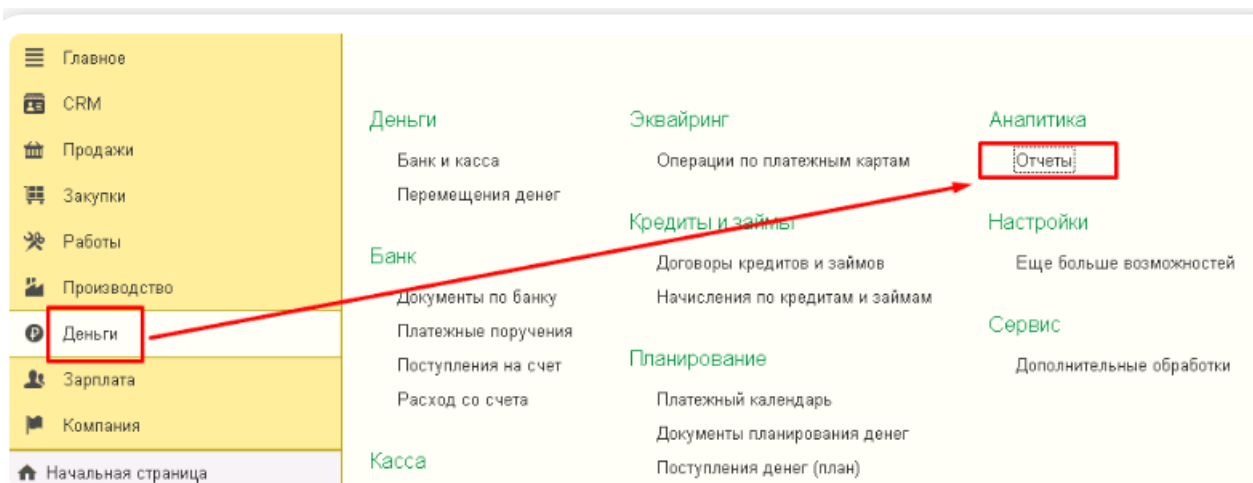 Главное
CRM
Продажи
Закупки
Работы
Производство
Деньги
Зарплата
Компания
Начальная страница
Деньги
Банк и касса
Перемещения денег
Банк
Документы по банку
Платежные поручения
Поступления на счет
Расход со счета
Касса
Эквайринг
Операции по платежным картам
Кредиты и займы
Договоры кредитов и займов
Начисления по кредитам и займам
Планирование
Платежный календарь
Документы планирования денег
Поступления денег (план)
Аналитика
Отчеты
Настройки
Еще больше возможностей
Сервис
Дополнительные обработки